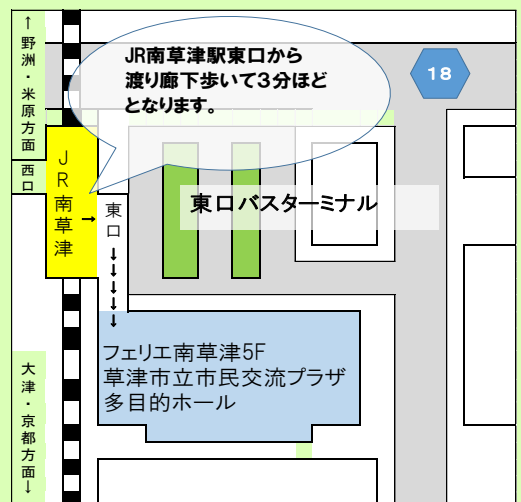 ↑野洲・米原方面
西口
JR南草津
→
東口
↓↓↓↓↓
JR南草津駅東口から
渡り廊下歩いて3分ほど
となります。
18
東口バスターミナル
フェリエ南草津5F
草津市立市民交流プラザ
多目的ホール
大津・京都方面↓